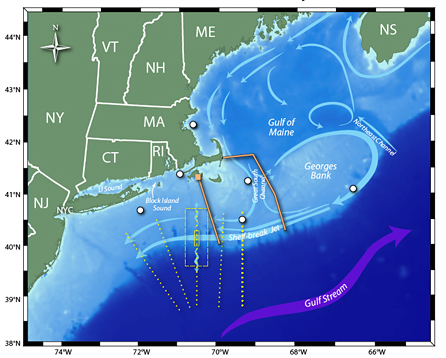 44°N
43°N
42°N
41°N
40°N
39°N
38°N
ME
NS
VT
NH
NY
MA
CT
RI
NJ
NYC
LI Sound
Block Island
Sound
Gulf of
Maine
Northeast Channel
Georges
Bank
Great South
Channel
Shelf-break Jet
Gulf Stream
74°W
72°W
70°W
68°W
66°W